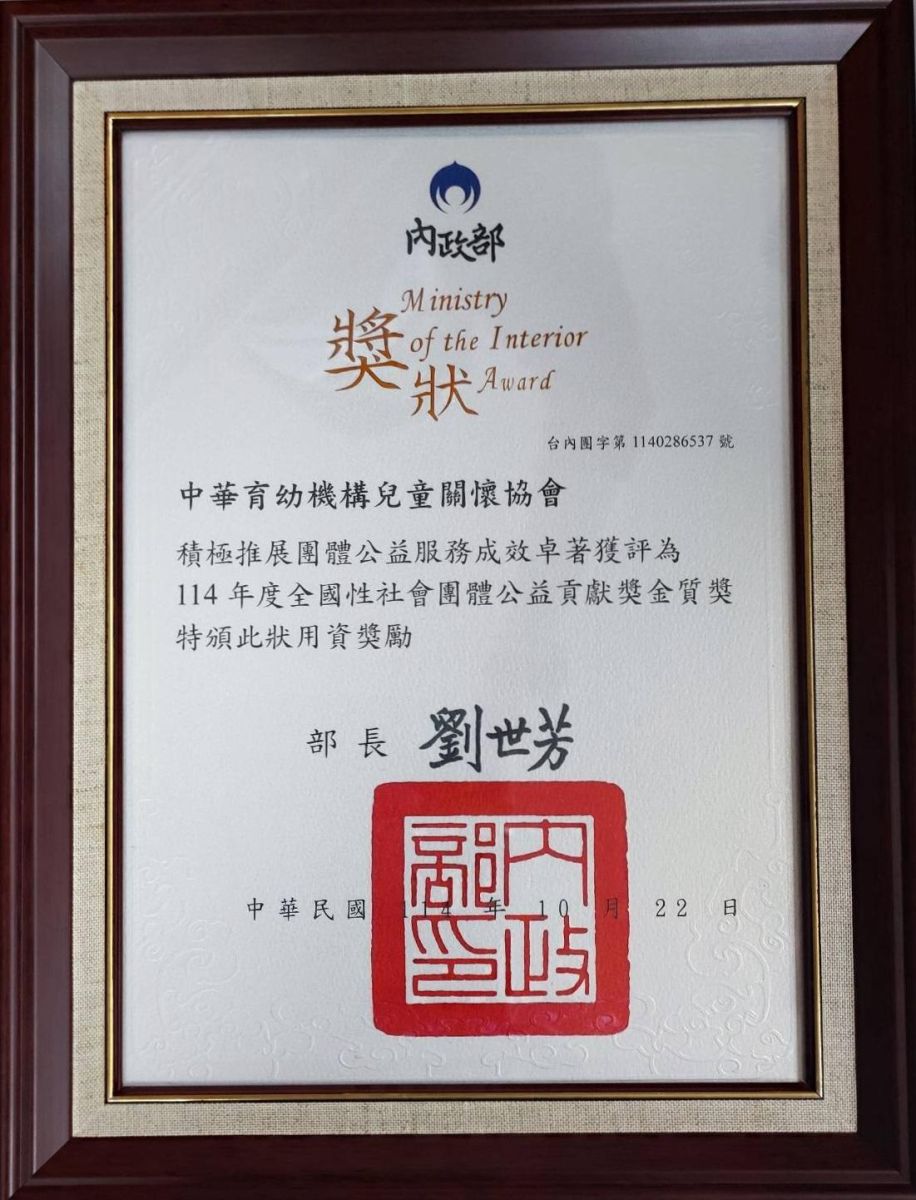 內政部
獎狀
Ministry
of the Interior
Award
台內團字第 1140286537 號
中華育幼機構兒童關懷協會
積極推展團體公益服務成效卓著獲評為
114 年度全國性社會團體公益貢獻獎金質獎
特頒此狀用資獎勵
部長 劉世芳
內政部印
中華民國 114 年 10 月 22 日